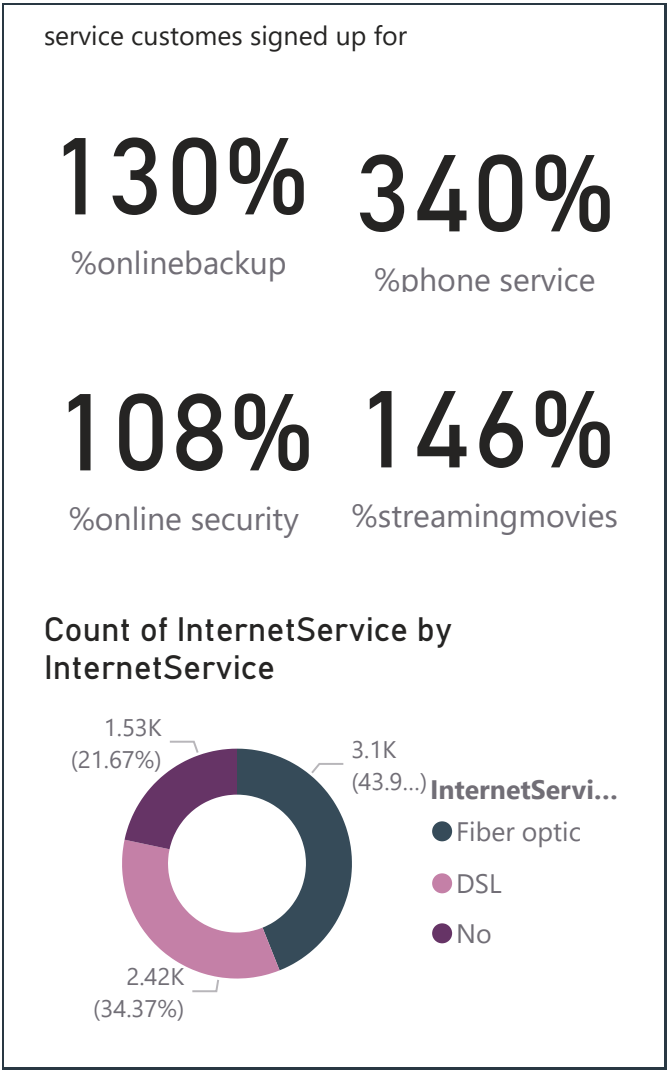 service customes signed up for
130%
%onlinebackup
340%
%phone service
108%
%online security
146%
%streamingmovies
Count of InternetService by
InternetService
1.53K
(21.67%)
3.1K
(43.9...)
InternetServi...
Fiber optic
DSL
No
2.42K
(34.37%)